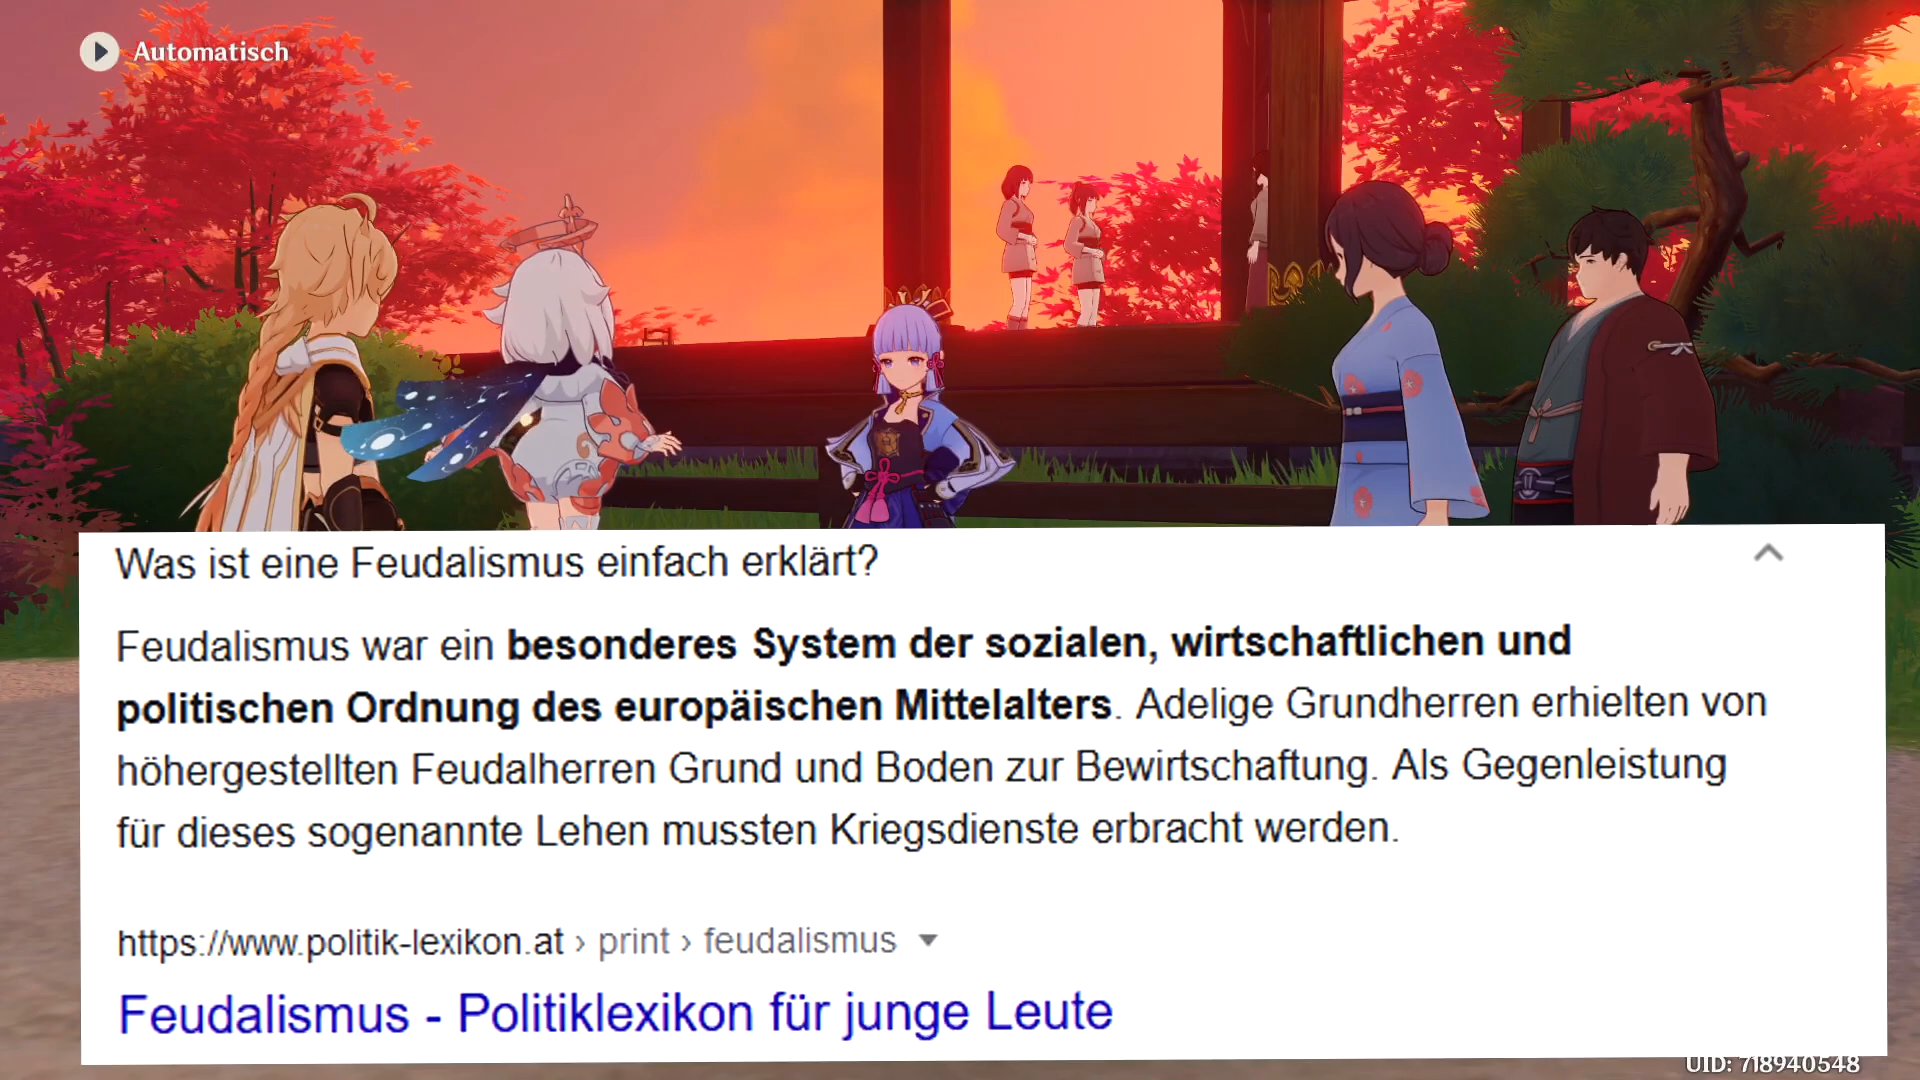 Automatisch
Was ist eine Feudalismus einfach erklärt?
Feudalismus war ein besonderes System der sozialen, wirtschaftlichen und
politischen Ordnung des europäischen Mittelalters. Adelige Grundherren erhielten von
höhergestellten Feudalherren Grund und Boden zur Bewirtschaftung. Als Gegenleistung
für dieses sogenannte Lehen mussten Kriegsdienste erbracht werden.
https://www.politik-lexikon.at › print › feudalismus
Feudalismus - Politiklexikon für junge Leute
UID: 718940548